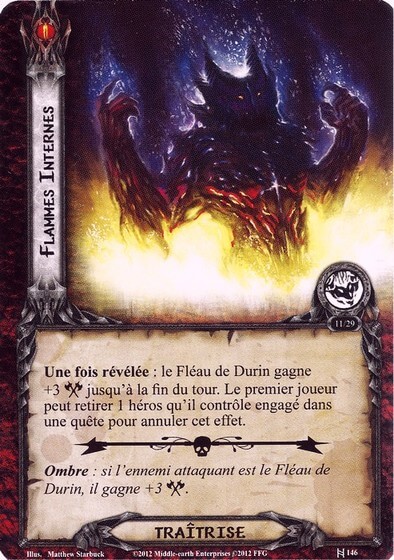 FLAMMES INTERNES
11/29
Une fois révélée : le Fléau de Durin gagne
+3 jusqu'à la fin du tour. Le premier joueur
peut retirer 1 héros qu'il contrôle engagé dans
une quête pour annuler cet effet.
Ombre : si l'ennemi attaquant est le Fléau de
Durin, il gagne +3 .
TRAÎTRISE
Illus. Matthew Starbuck
©2012 Middle-earth Enterprises ©2012 FFG
146